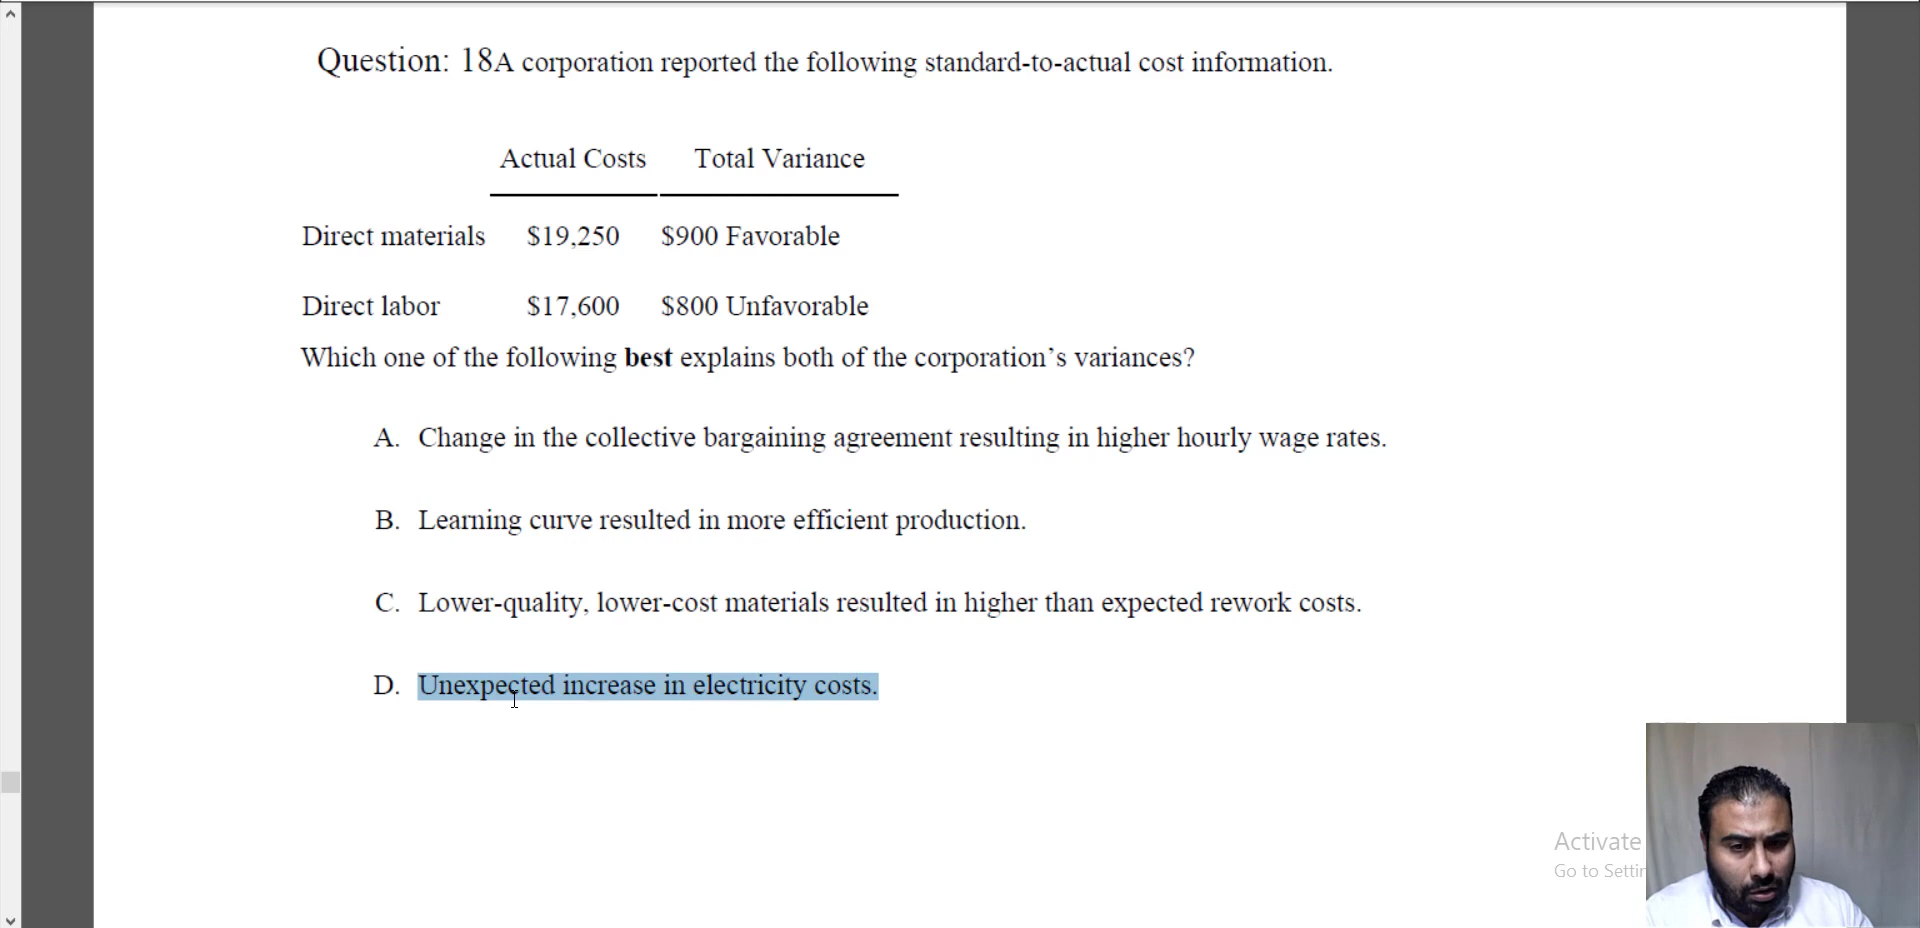 Question: 18A corporation reported the following standard-to-actual cost information.
Actual Costs Total Variance
Direct materials $19,250 $900 Favorable
Direct labor $17,600 $800 Unfavorable
Which one of the following best explains both of the corporation’s variances?
A. Change in the collective bargaining agreement resulting in higher hourly wage rates.
B. Learning curve resulted in more efficient production.
C. Lower-quality, lower-cost materials resulted in higher than expected rework costs.
D. Unexpected increase in electricity costs.
Activate
Go to